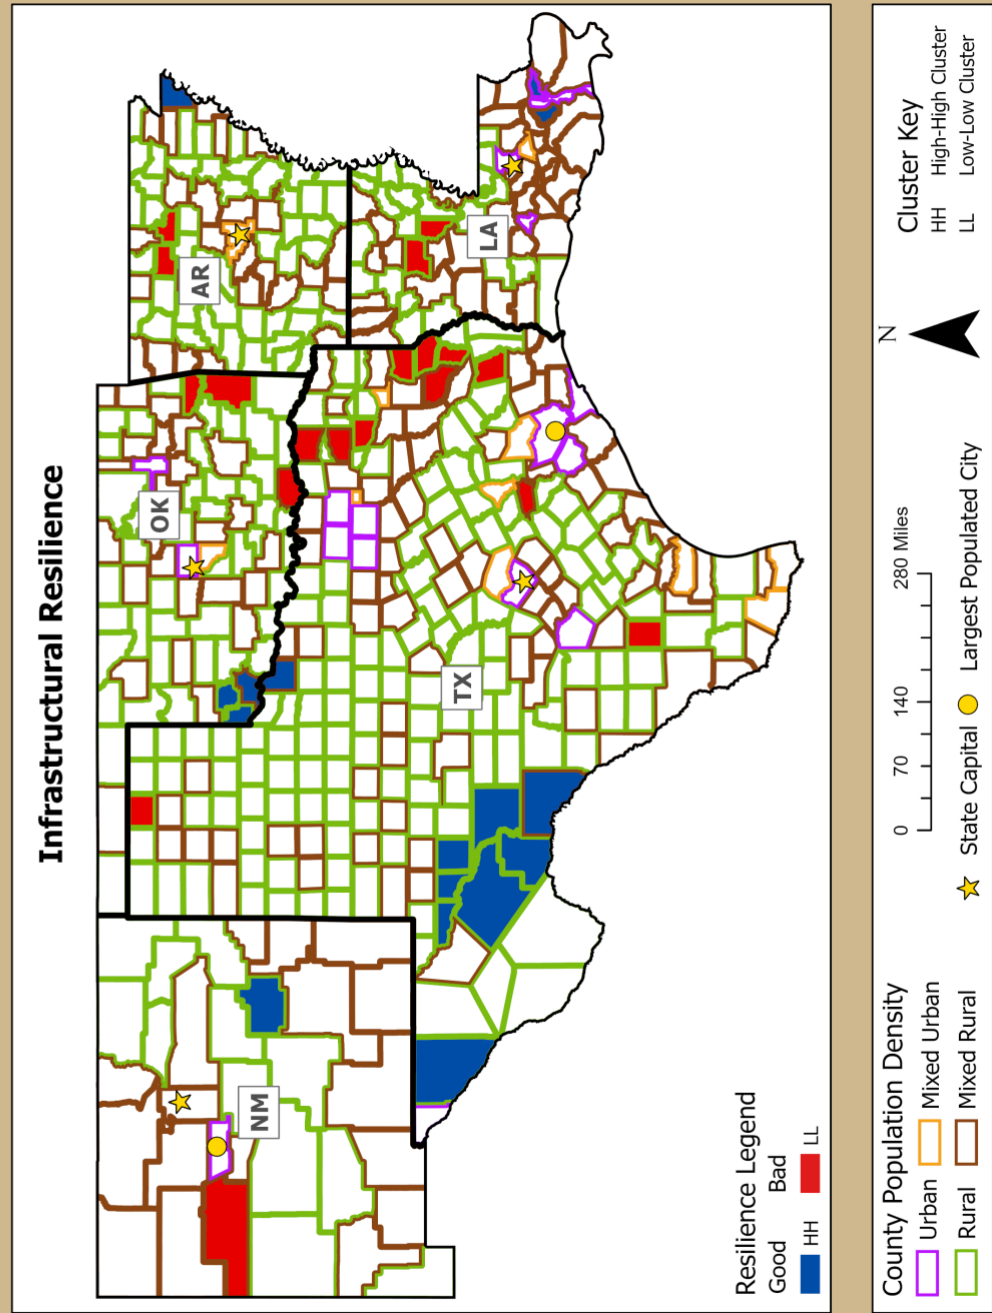 Infrastructural Resilience
OK
AR
NM
TX
LA
Resilience Legend
Good Bad
HH LL
County Population Density
Urban Mixed Urban
Rural Mixed Rural
0 70 140 280 Miles
State Capital Largest Populated City
N
Cluster Key
HH High-High Cluster
LL Low-Low Cluster